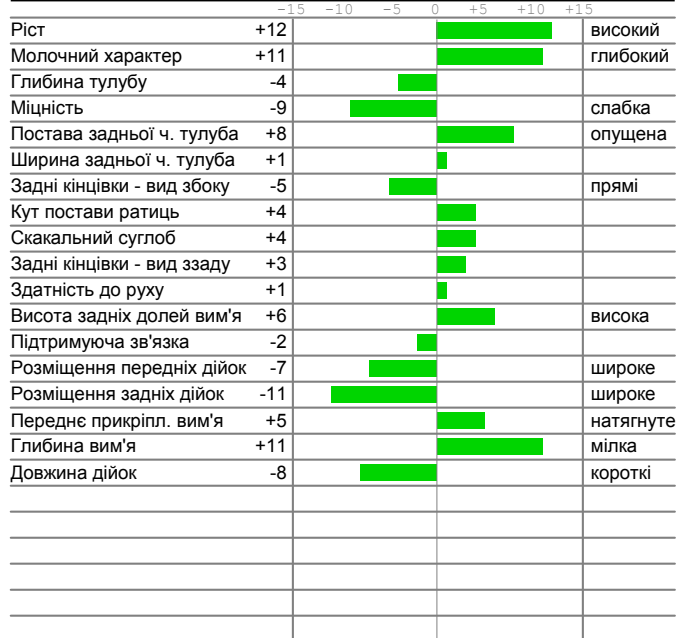 -15 -10 -5 0 +5 +10 +15
Ріст +12 високий
Молочний характер +11 глибокий
Глибина тулубу -4
Міцність -9 слабка
Постава задньої ч. тулуба +8 опущена
Ширина задньої ч. тулуба +1
Задні кінцівки - вид збоку -5 прямі
Кут постави ратиць +4
Скакальний суглоб +4
Задні кінцівки - вид ззаду +3
Здатність до руху +1
Висота задніх долей вим'я +6 висока
Підтримуюча зв'язка -2
Розміщення передніх дійок -7 широке
Розміщення задніх дійок -11 широке
Переднє прикріпл. вим'я +5 натягнуте
Глибина вим'я +11 мілка
Довжина дійок -8 короткі